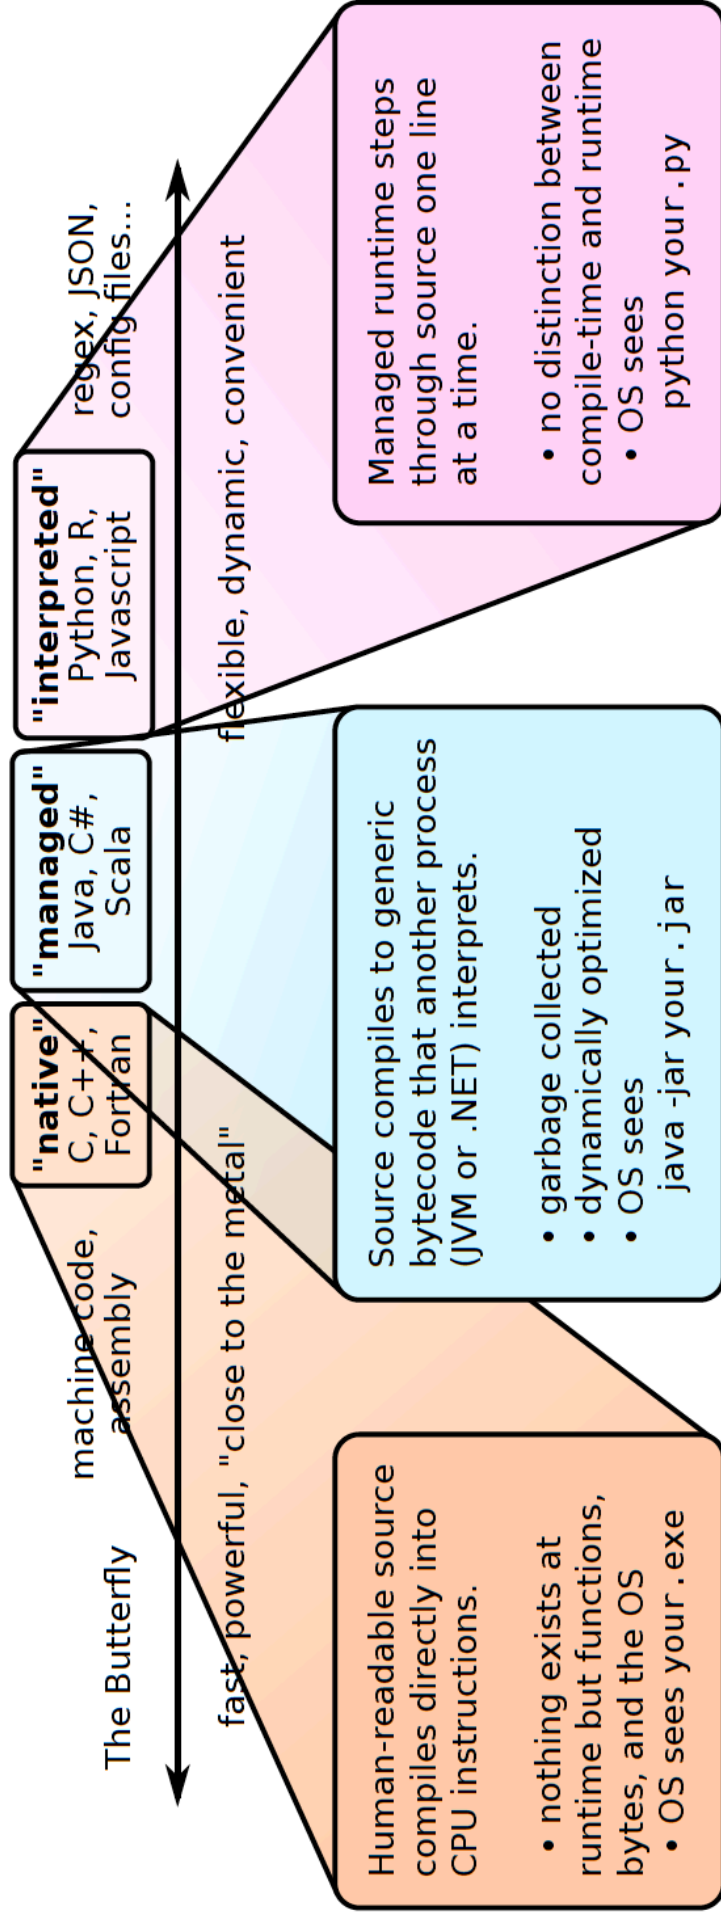 The Butterfly
machine code,
assembly
"native"
C, C++,
Fortran
"managed"
Java, C#,
Scala
"interpreted"
Python, R,
Javascript
regex, JSON,
config files...
fast, powerful, "close to the metal"
flexible, dynamic, convenient
Human-readable source
compiles directly into
CPU instructions.
• nothing exists at
runtime but functions,
bytes, and the OS
• OS sees your.exe
Source compiles to generic
bytecode that another process
(JVM or .NET) interprets.
• garbage collected
• dynamically optimized
• OS sees
java -jar your.jar
Managed runtime steps
through source one line
at a time.
• no distinction between
compile-time and runtime
• OS sees
python your.py